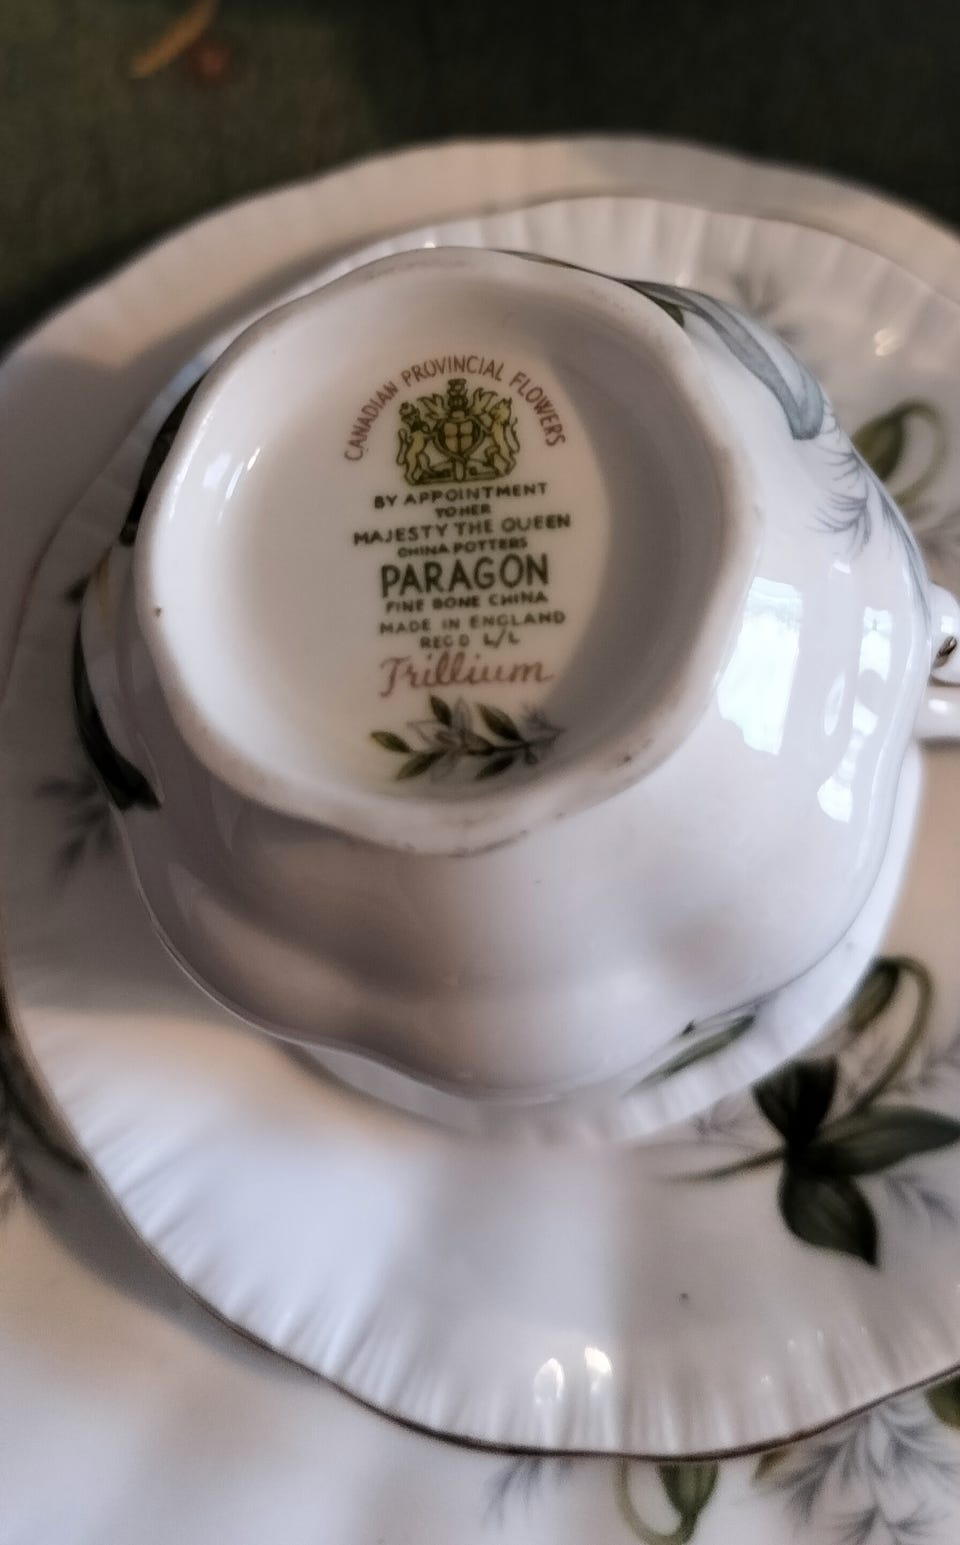 CANADIAN PROVINCIAL FLOWERS
BY APPOINTMENT
TO HER
MAJESTY THE QUEEN
CHINA POTTERS
PARAGON
FINE BONE CHINA
MADE IN ENGLAND
REGD L/L
Trillium